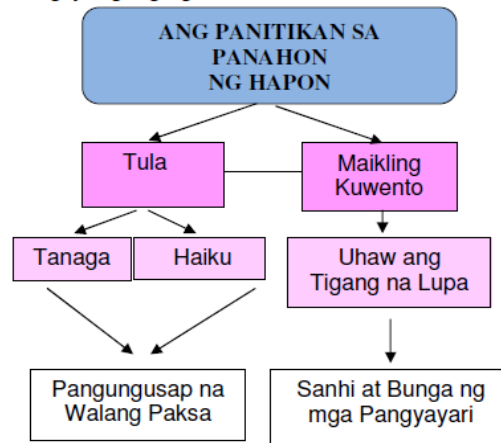 ANG PANITIKAN SA
PANAHON
NG HAPON
Tula
Maikling
Kuwento
Tanaga
Haiku
Uhaw ang
Tigang na Lupa
Pangungusap na
Walang Paksa
Sanhi at Bunga ng
mga Pangyayari